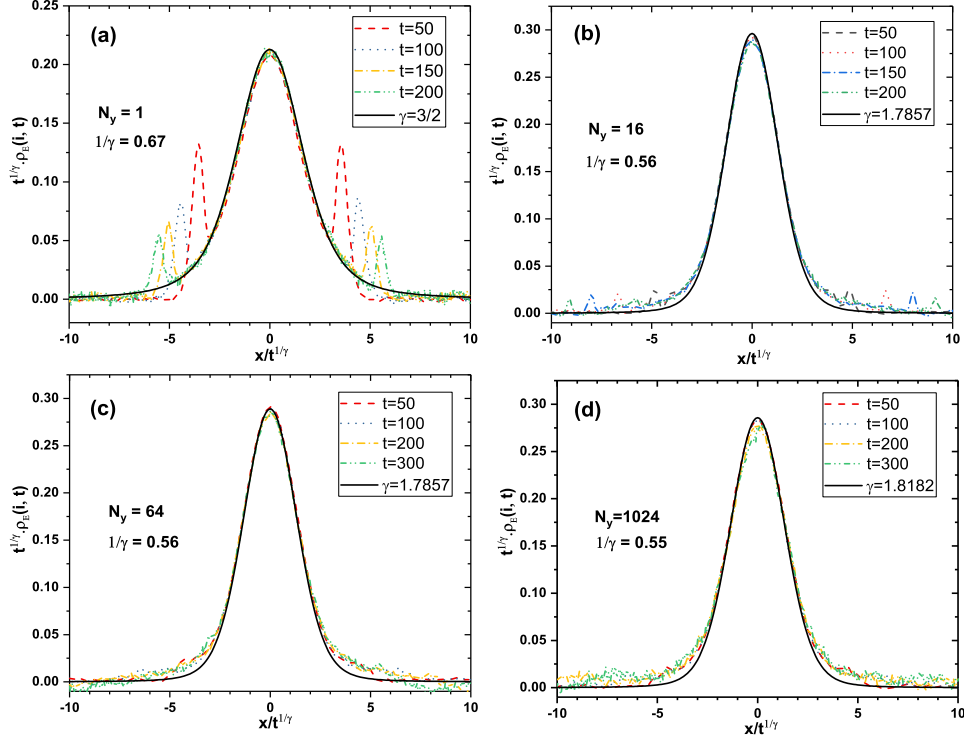 (a)
t=50
t=100
t=150
t=200
γ=3/2
N_y = 1
1/γ = 0.67
0.25
0.20
0.15
0.10
0.05
0.00
t^{1/γ}.ρ_E(i, t)
-10 -5 0 5 10
x/t^{1/γ}
(b)
t=50
t=100
t=150
t=200
γ=1.7857
N_y = 16
1/γ = 0.56
0.30
0.25
0.20
0.15
0.10
0.05
0.00
t^{1/γ}.ρ_E(i, t)
-10 -5 0 5 10
x/t^{1/γ}
(c)
t=50
t=100
t=200
t=300
γ=1.7857
N_y = 64
1/γ = 0.56
0.30
0.25
0.20
0.15
0.10
0.05
0.00
t^{1/γ}.ρ_E(i, t)
-10 -5 0 5 10
x/t^{1/γ}
(d)
t=50
t=100
t=200
t=300
γ=1.8182
N_y=1024
1/γ = 0.55
0.30
0.25
0.20
0.15
0.10
0.05
0.00
t^{1/γ}.ρ_E(i, t)
-10 -5 0 5 10
x/t^{1/γ}